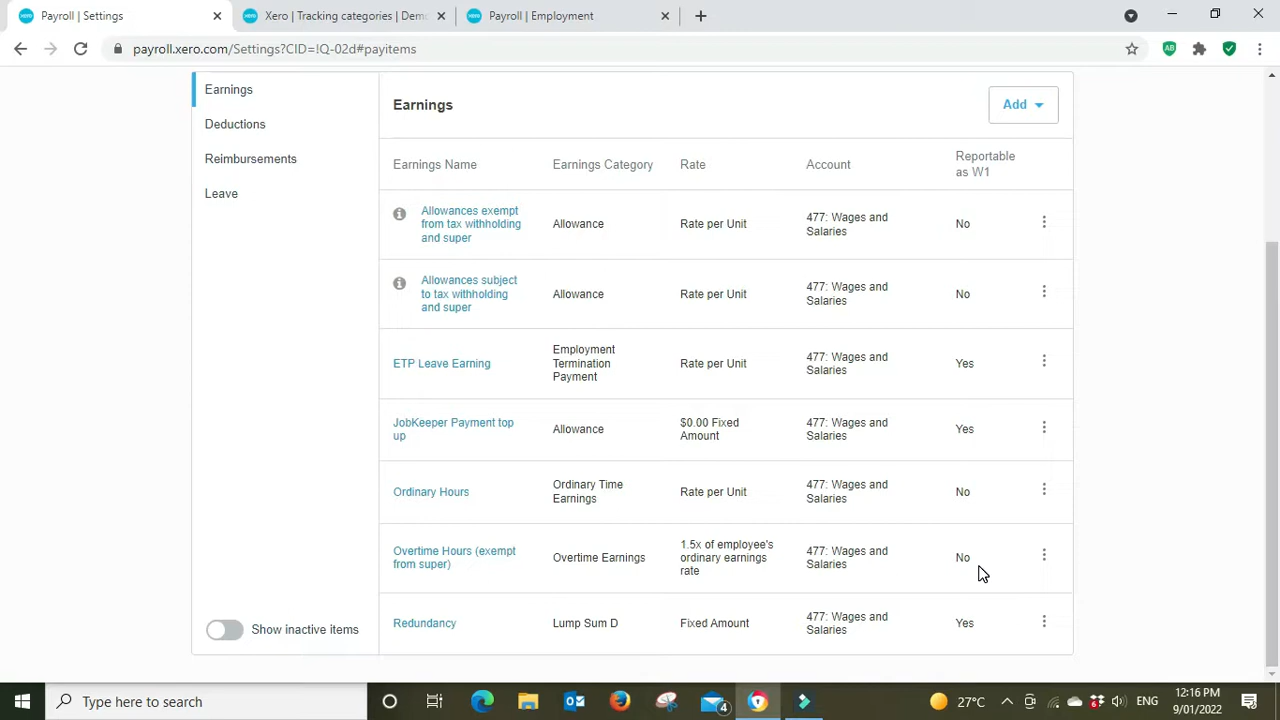 Payroll | Settings
Xero | Tracking categories | Demo
Payroll | Employment
payroll.xero.com/Settings?CID=!Q-02d#payitems
Earnings
Deductions
Reimbursements
Leave
Show inactive items
Earnings
Add
Earnings Name
Earnings Category
Rate
Account
Reportable
as W1
Allowances exempt
from tax withholding
and super
Allowance
Rate per Unit
477: Wages and
Salaries
No
Allowances subject
to tax withholding
and super
Allowance
Rate per Unit
477: Wages and
Salaries
No
ETP Leave Earning
Employment
Termination
Payment
Rate per Unit
477: Wages and
Salaries
Yes
JobKeeper Payment top
up
Allowance
$0.00 Fixed
Amount
477: Wages and
Salaries
Yes
Ordinary Hours
Ordinary Time
Earnings
Rate per Unit
477: Wages and
Salaries
No
Overtime Hours (exempt
from super)
Overtime Earnings
1.5x of employee's
ordinary earnings
rate
477: Wages and
Salaries
No
Redundancy
Lump Sum D
Fixed Amount
477: Wages and
Salaries
Yes
Type here to search
4
27°C
6
ENG
12:16 PM
9/01/2022